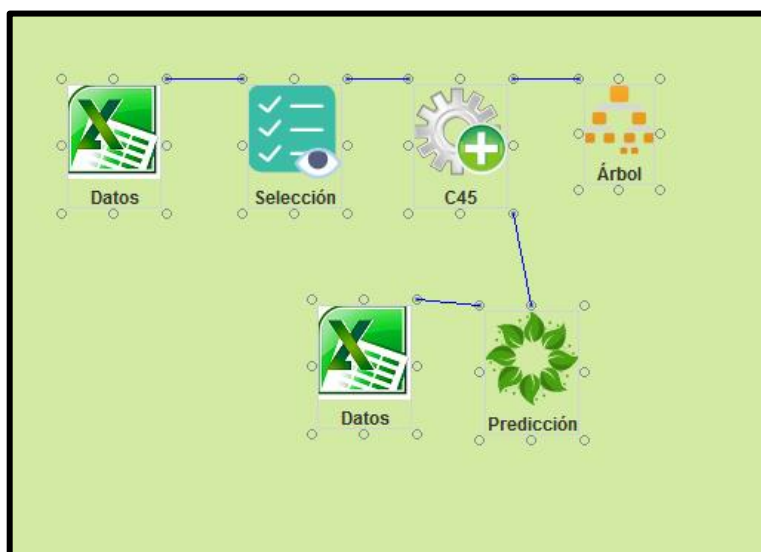 Datos
Selección
C45
Árbol
Datos
Predicción